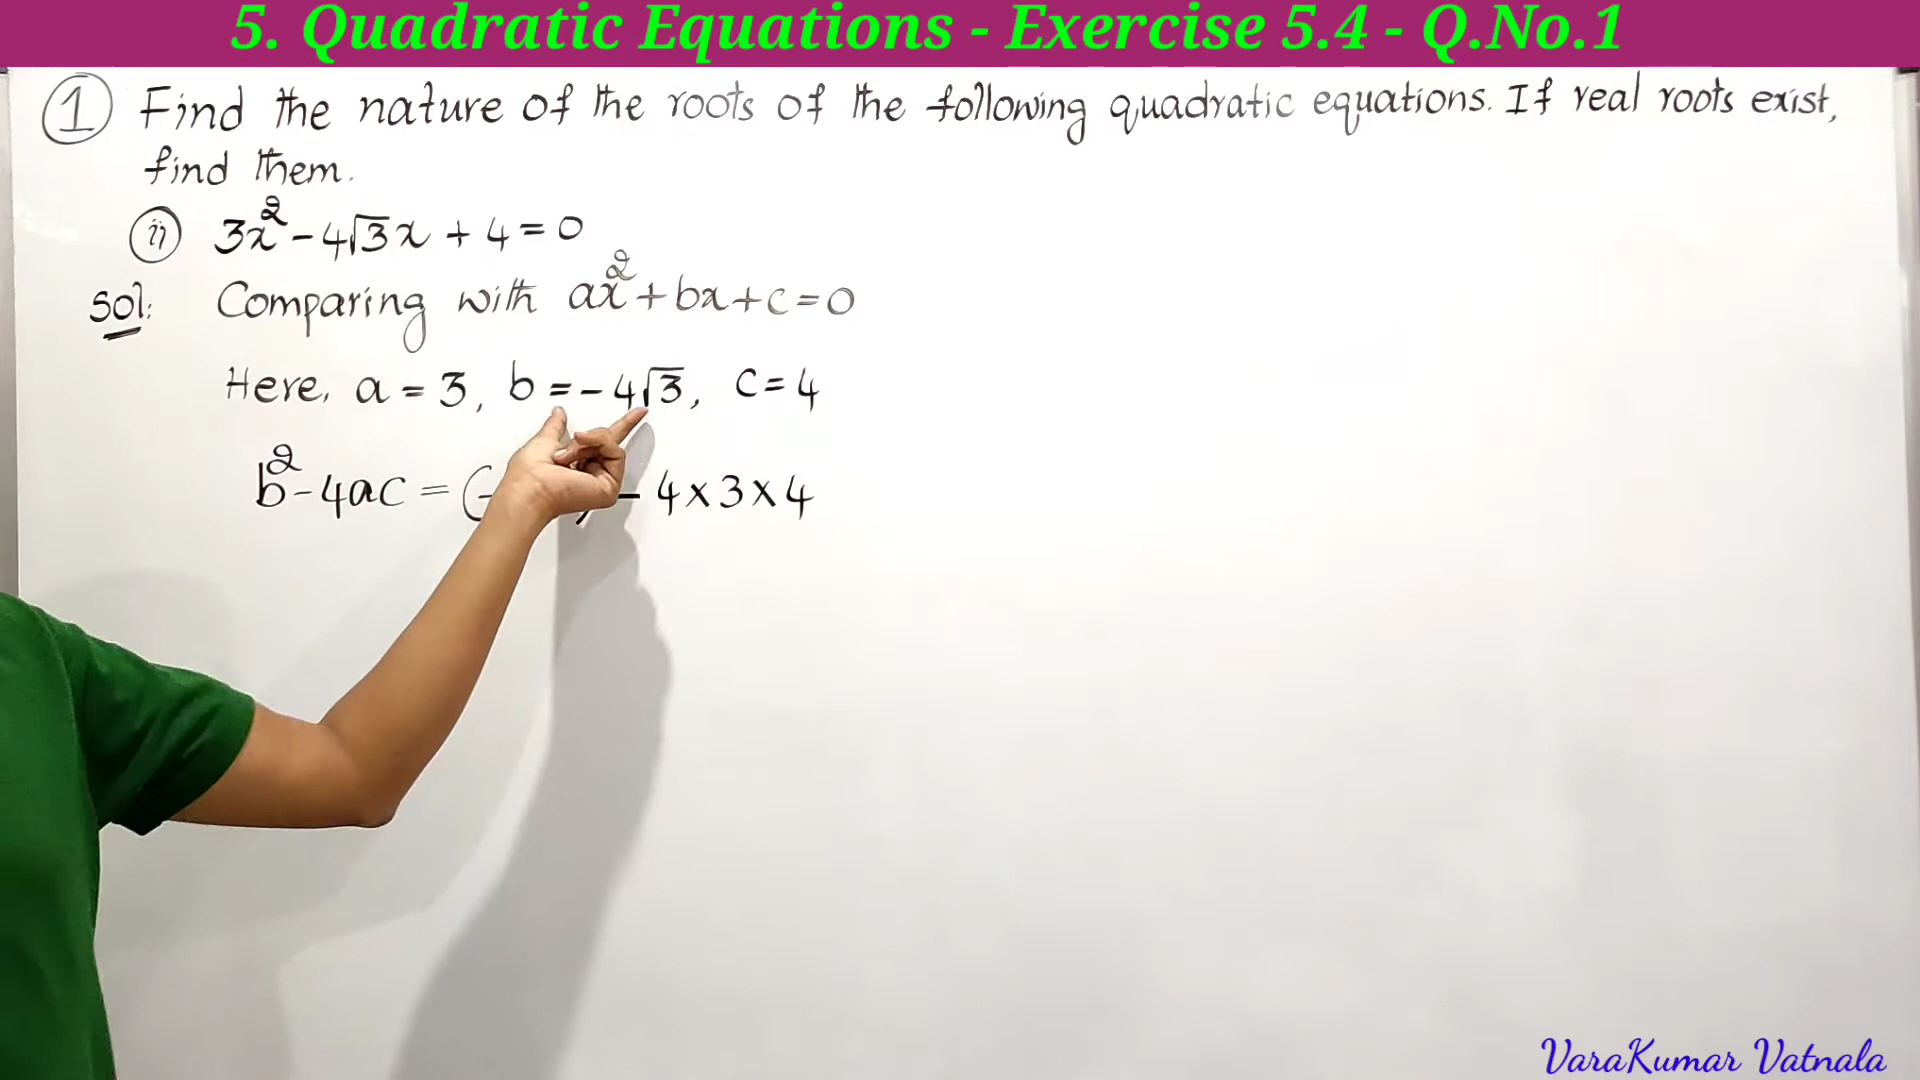 5. Quadratic Equations - Exercise 5.4 - Q.No.1
① Find the nature of the roots of the following quadratic equations. If real roots exist,
find them.
ii) 3x² - 4√3x + 4 = 0
Sol: Comparing with ax² + bx + c = 0
Here, a = 3, b = -4√3, c = 4
b² - 4ac = (- ) - 4 x 3 x 4
VaraKumar Vatnala